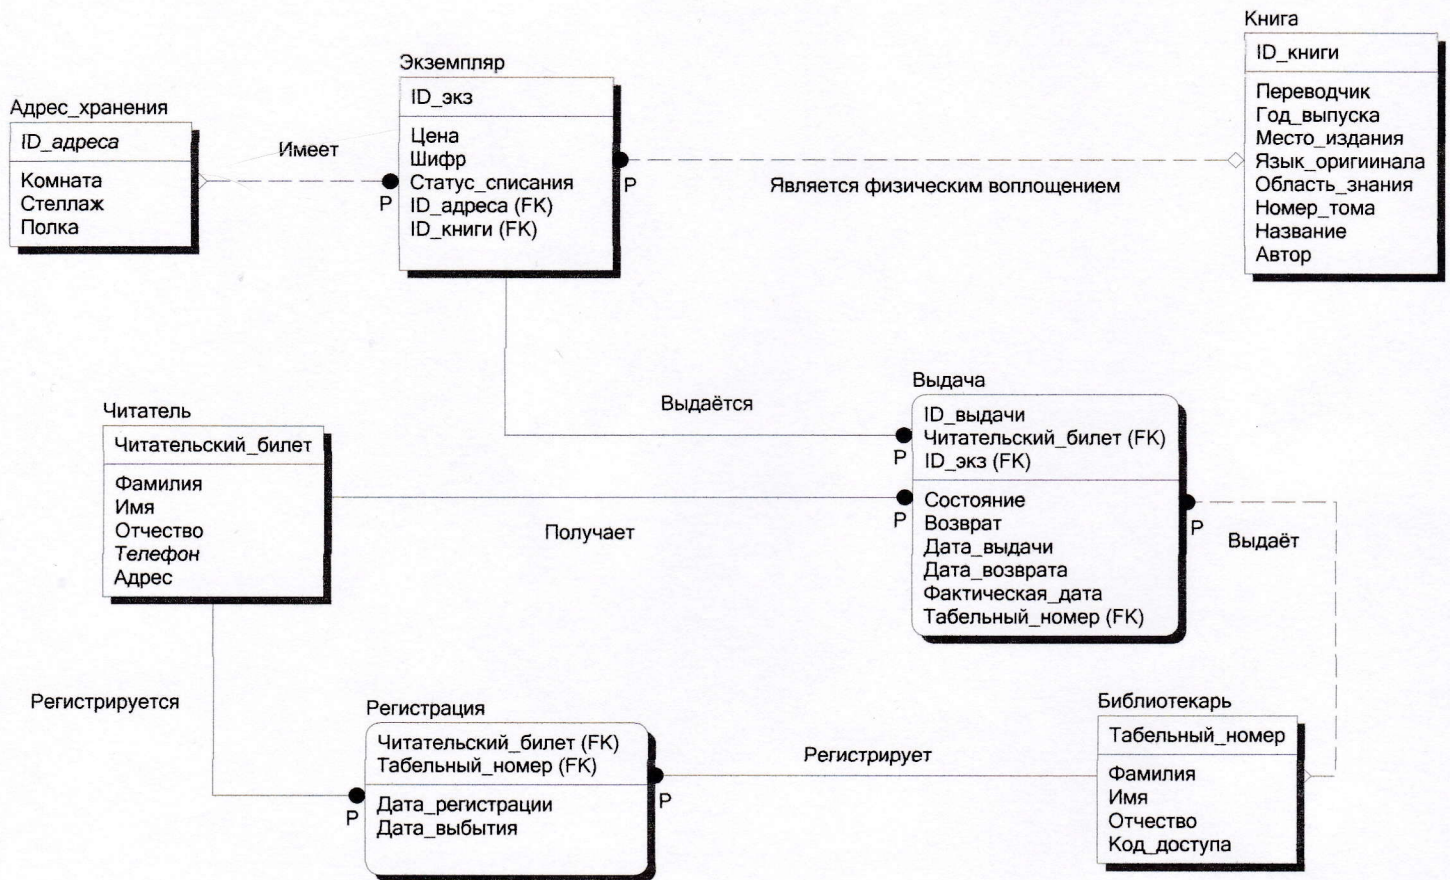 Книга
ID_книги
Переводчик
Год_выпуска
Место_издания
Язык_оригиинала
Область_знания
Номер_тома
Название
Автор
Экземпляр
ID_экз
Цена
Шифр
Статус_списания
ID_адреса (FK)
ID_книги (FK)
Адрес_хранения
ID_адреса
Комната
Стеллаж
Полка
Имеет
P
P
Является физическим воплощением
Выдаётся
P
Выдача
ID_выдачи
Читательский_билет (FK)
ID_экз (FK)
Состояние
Возврат
Дата_выдачи
Дата_возврата
Фактическая_дата
Табельный_номер (FK)
Читатель
Читательский_билет
Фамилия
Имя
Отчество
Телефон
Адрес
Получает
P
P
Выдаёт
Регистрируется
P
Регистрация
Читательский_билет (FK)
Табельный_номер (FK)
Дата_регистрации
Дата_выбытия
Регистрирует
P
Библиотекарь
Табельный_номер
Фамилия
Имя
Отчество
Код_доступа